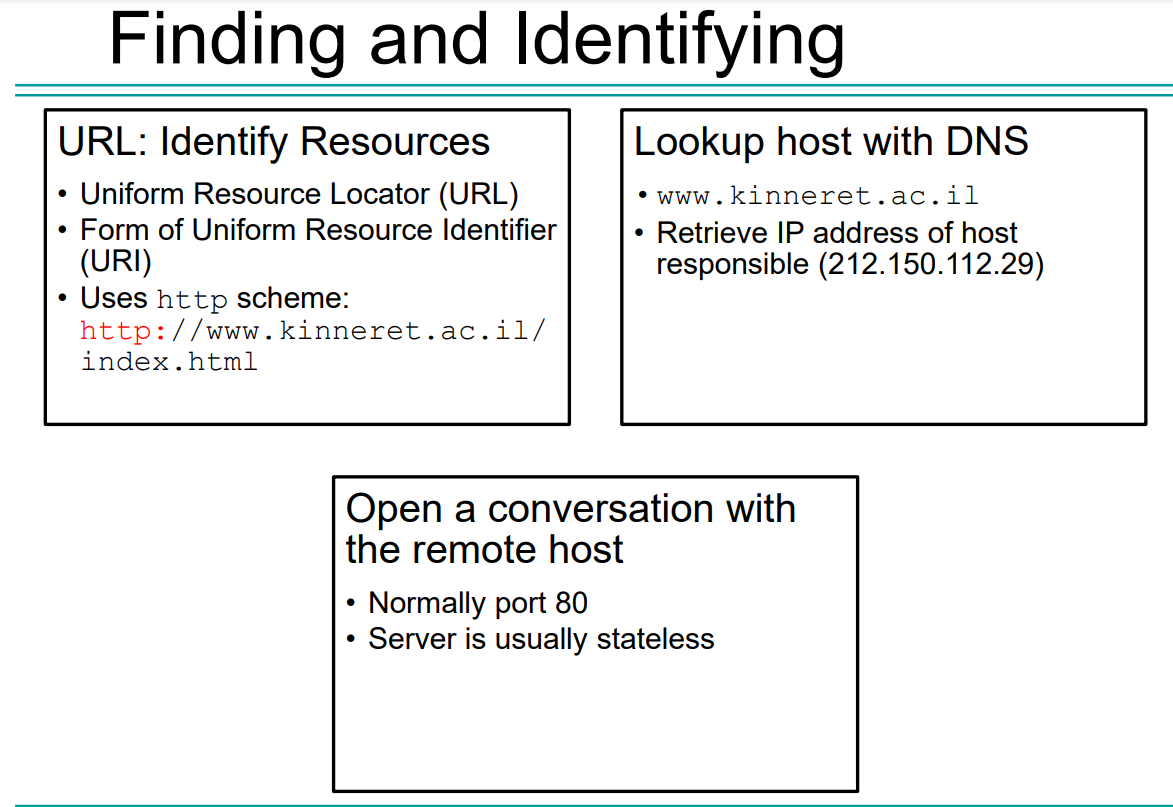 Finding and Identifying
URL: Identify Resources
• Uniform Resource Locator (URL)
• Form of Uniform Resource Identifier
(URI)
• Uses http scheme:
http://www.kinneret.ac.il/
index.html
Lookup host with DNS
• www.kinneret.ac.il
• Retrieve IP address of host
responsible (212.150.112.29)
Open a conversation with
the remote host
• Normally port 80
• Server is usually stateless